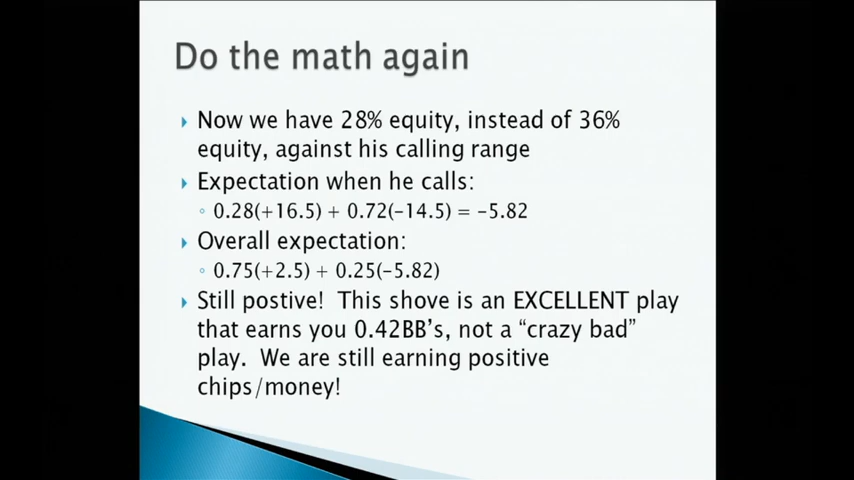 Do the math again
Now we have 28% equity, instead of 36%
equity, against his calling range
Expectation when he calls:
0.28(+16.5) + 0.72(-14.5) = -5.82
Overall expectation:
0.75(+2.5) + 0.25(-5.82)
Still postive!  This shove is an EXCELLENT play
that earns you 0.42BB's, not a “crazy bad”
play.  We are still earning positive
chips/money!